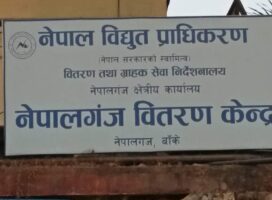 नेपाल विद्युत प्राधिकरण
(नेपाल सरकारको स्वामित्व)
वितरण तथा ग्राहक सेवा निर्देशनालय
नेपालगंज क्षेत्रीय कार्यालय
नेपालगंज वितरण केन्द्र
नेपालगंज, बाँके